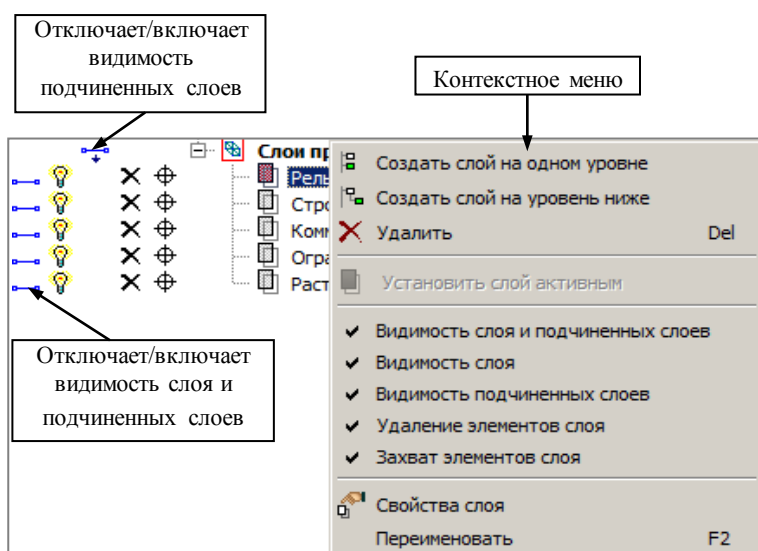 Отключает/включает
видимость
подчиненных слоев
Контекстное меню
Слои пр
Рель
Стро
Комм
Огра
Раст
Создать слой на одном уровне
Создать слой на уровень ниже
Удалить Del
Установить слой активным
Видимость слоя и подчиненных слоев
Видимость слоя
Видимость подчиненных слоев
Удаление элементов слоя
Захват элементов слоя
Свойства слоя
Переименовать F2
Отключает/включает
видимость слоя и
подчиненных слоев